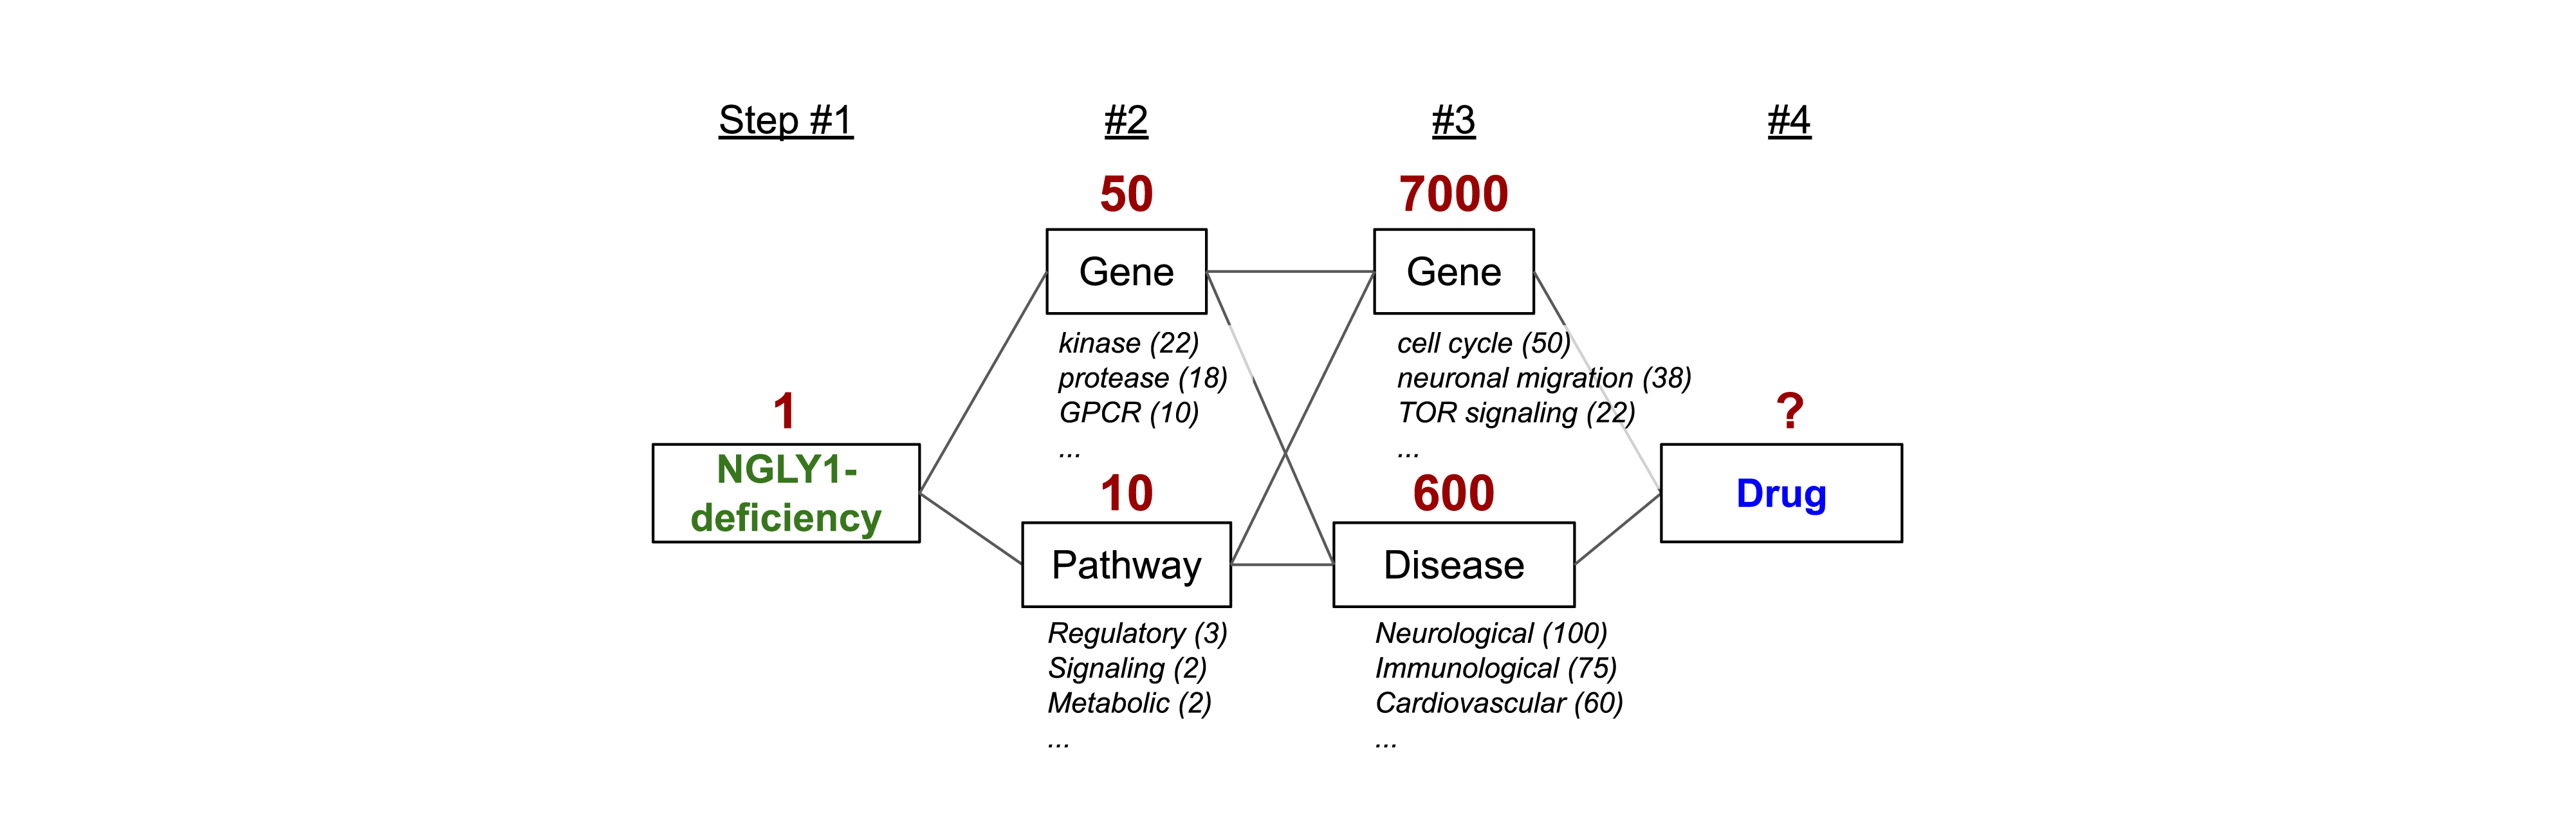 Step #1
#2
#3
#4
50
7000
Gene
Gene
kinase (22)
protease (18)
GPCR (10)
...
cell cycle (50)
neuronal migration (38)
TOR signaling (22)
...
1
NGLY1-
deficiency
10
600
?
Drug
Pathway
Disease
Regulatory (3)
Signaling (2)
Metabolic (2)
...
Neurological (100)
Immunological (75)
Cardiovascular (60)
...